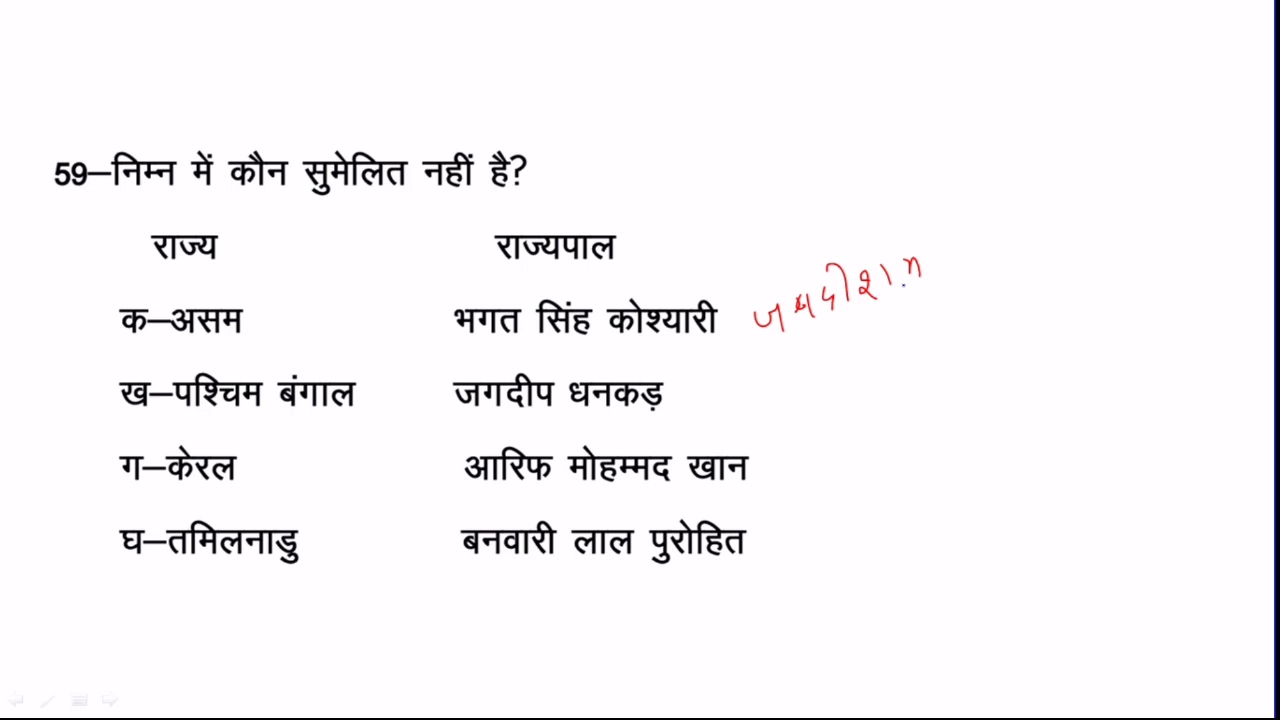 59–निम्न में कौन सुमेलित नहीं है?
राज्य राज्यपाल
क–असम भगत सिंह कोश्यारी
ख–पश्चिम बंगाल जगदीप धनकड़
ग–केरल आरिफ मोहम्मद खान
घ–तमिलनाडु बनवारी लाल पुरोहित